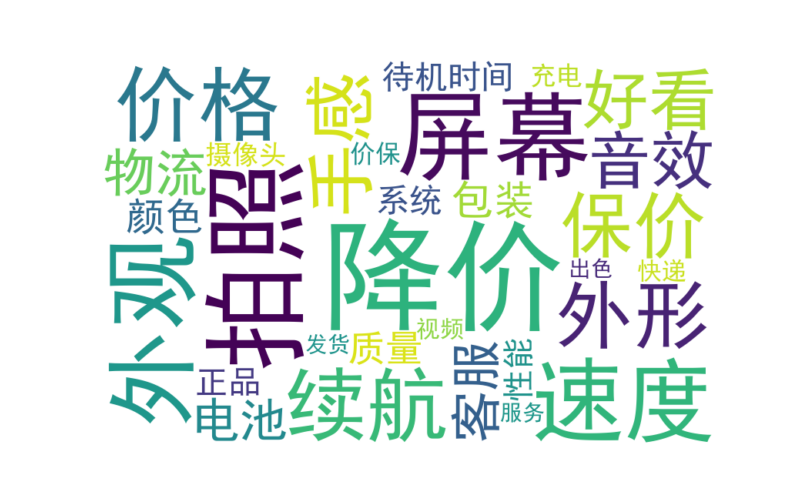 价格
手感
待机时间
充电
好看
屏幕
音效
物流
摄像头
价保
系统
包装
颜色
拍照
保价
外观
降价
出色
快递
外形
发货
视频
质量
客服
性能
正品
电池
续航
服务
速度